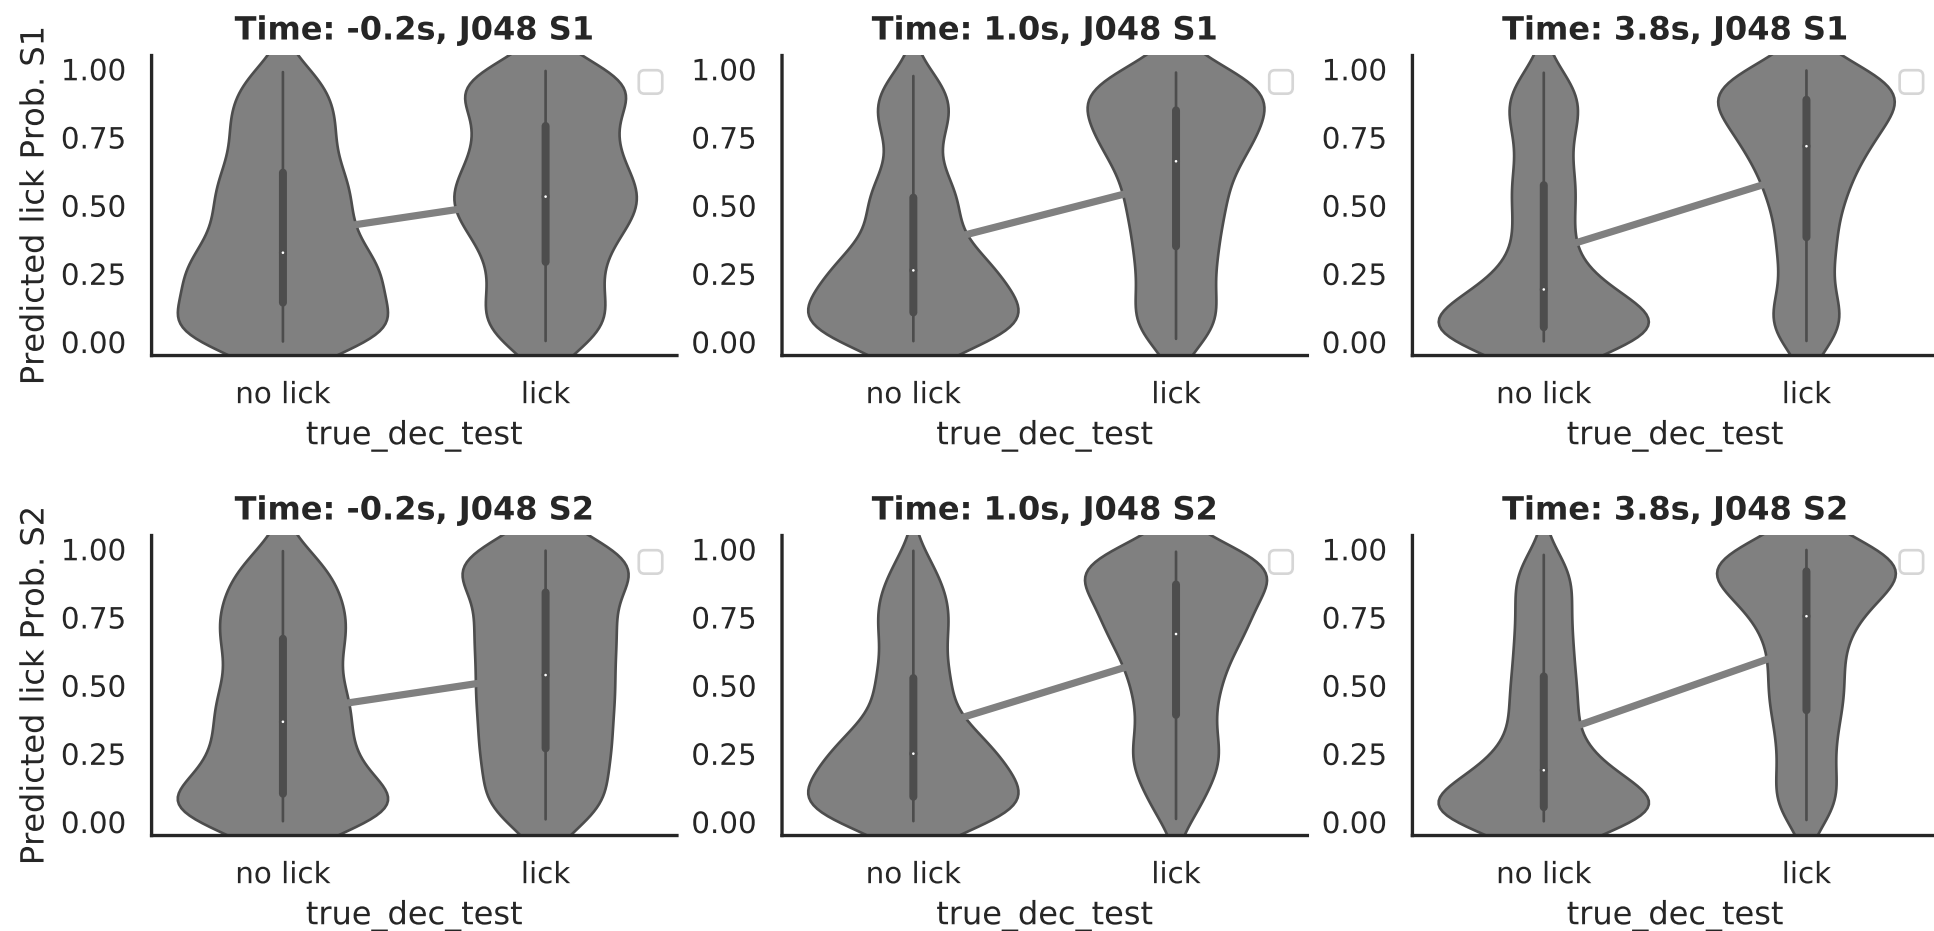 Time: -0.2s, J048 S1
Time: 1.0s, J048 S1
Time: 3.8s, J048 S1
Predicted lick Prob. S1
1.00
0.75
0.50
0.25
0.00
1.00
0.75
0.50
0.25
0.00
1.00
0.75
0.50
0.25
0.00
no lick
lick
no lick
lick
no lick
lick
true_dec_test
true_dec_test
true_dec_test
Time: -0.2s, J048 S2
Time: 1.0s, J048 S2
Time: 3.8s, J048 S2
Predicted lick Prob. S2
1.00
0.75
0.50
0.25
0.00
1.00
0.75
0.50
0.25
0.00
1.00
0.75
0.50
0.25
0.00
no lick
lick
no lick
lick
no lick
lick
true_dec_test
true_dec_test
true_dec_test